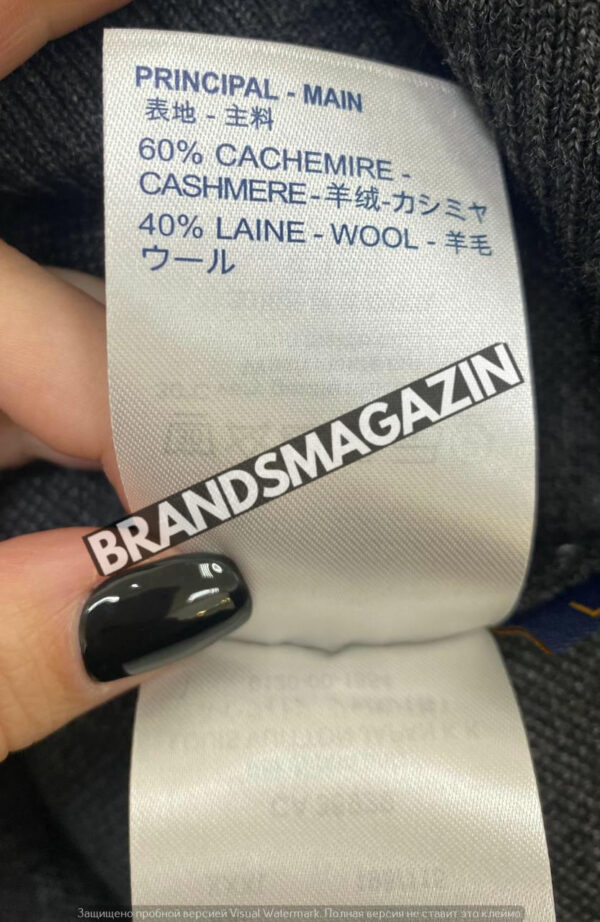 PRINCIPAL - MAIN
表地 - 主料
60% CACHEMIRE -
CASHMERE-羊绒-カシミヤ
40% LAINE - WOOL - 羊毛
ウール
BRANDSMAGAZIN
Защищено пробной версией Visual Watermark. Полная версия не ставит это клеймо.